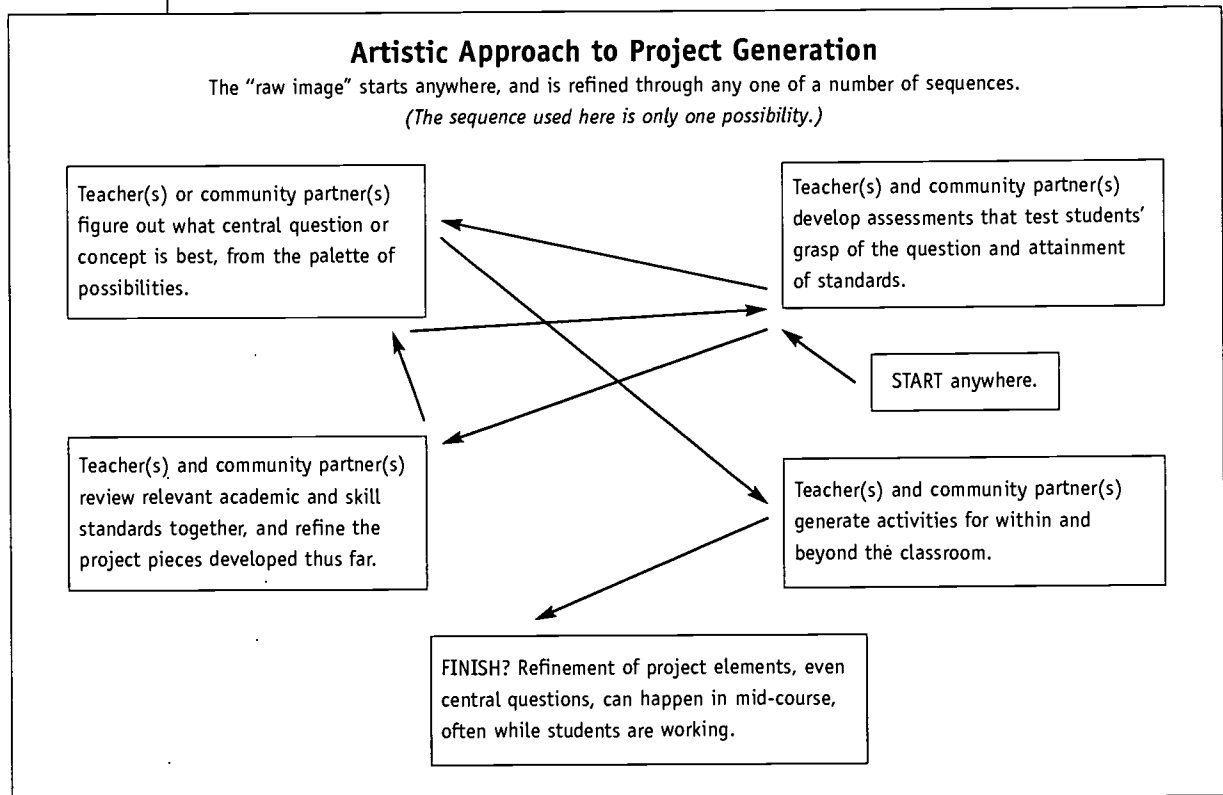 Artistic Approach to Project Generation
The “raw image” starts anywhere, and is refined through any one of a number of sequences.
(The sequence used here is only one possibility.)
Teacher(s) or community partner(s)
figure out what central question or
concept is best, from the palette of
possibilities.
Teacher(s) and community partner(s)
develop assessments that test students’
grasp of the question and attainment
of standards.
START anywhere.
Teacher(s) and community partner(s)
review relevant academic and skill
standards together, and refine the
project pieces developed thus far.
Teacher(s) and community partner(s)
generate activities for within and
beyond the classroom.
FINISH? Refinement of project elements, even
central questions, can happen in mid-course,
often while students are working.